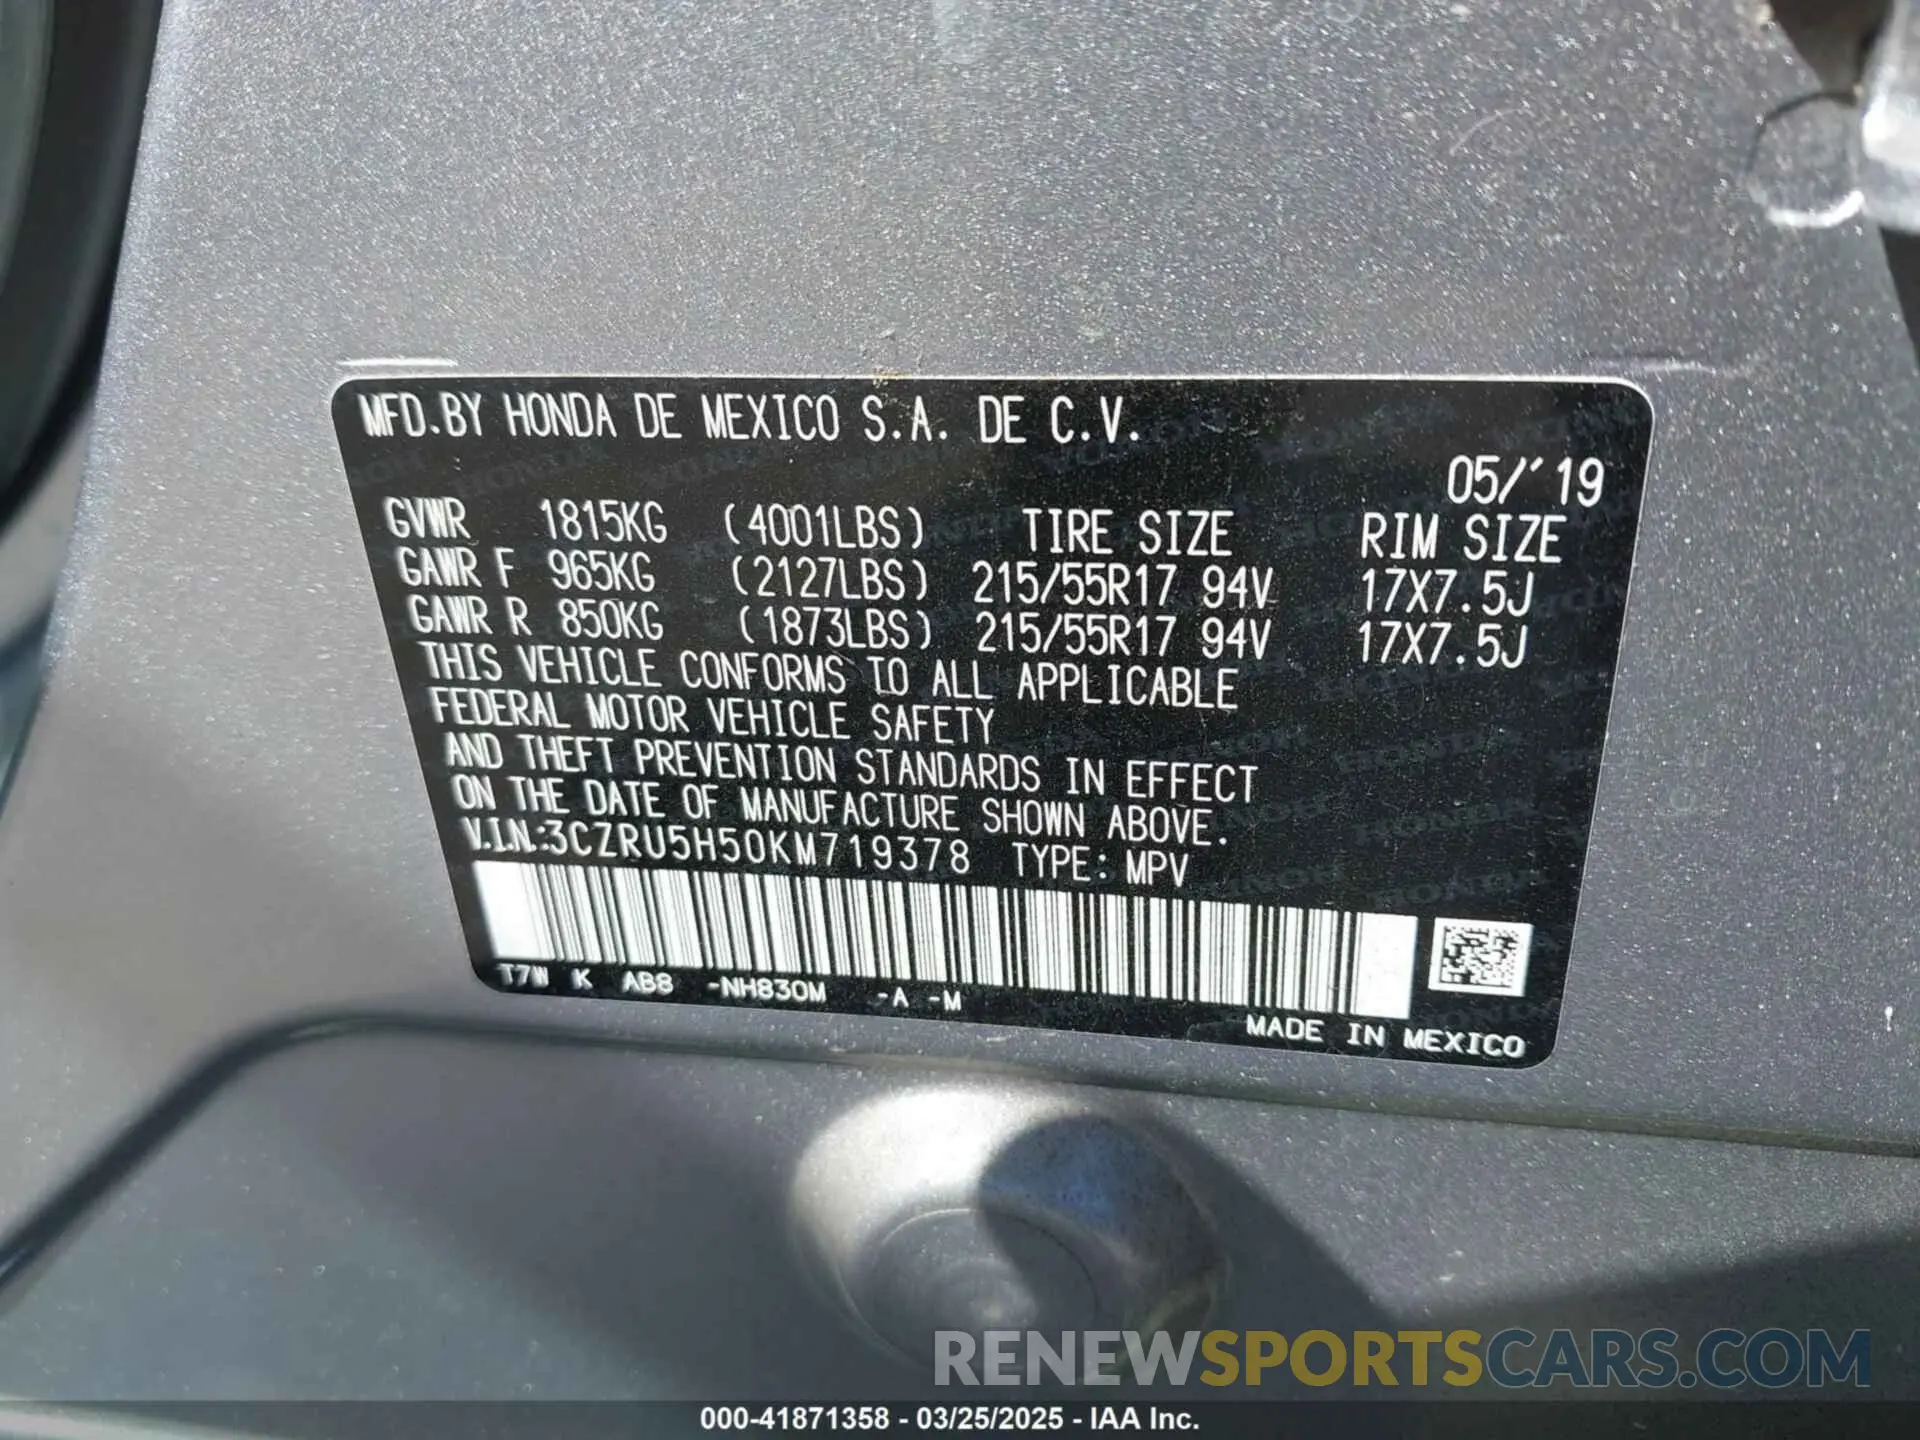 MFD.BY HONDA DE MEXICO S.A. DE C.V.
05/'19
GVWR 1815KG (4001LBS) TIRE SIZE RIM SIZE
GAWR F 965KG (2127LBS) 215/55R17 94V 17X7.5J
GAWR R 850KG (1873LBS) 215/55R17 94V 17X7.5J
THIS VEHICLE CONFORMS TO ALL APPLICABLE
FEDERAL MOTOR VEHICLE SAFETY
AND THEFT PREVENTION STANDARDS IN EFFECT
ON THE DATE OF MANUFACTURE SHOWN ABOVE.
V.I.N.:3CZRU5H50KM719378 TYPE: MPV
T7W K AB8 -NH830M -A -M
MADE IN MEXICO
RENEWSPORTSCARS.COM
000-41871358 - 03/25/2025 - IAA Inc.